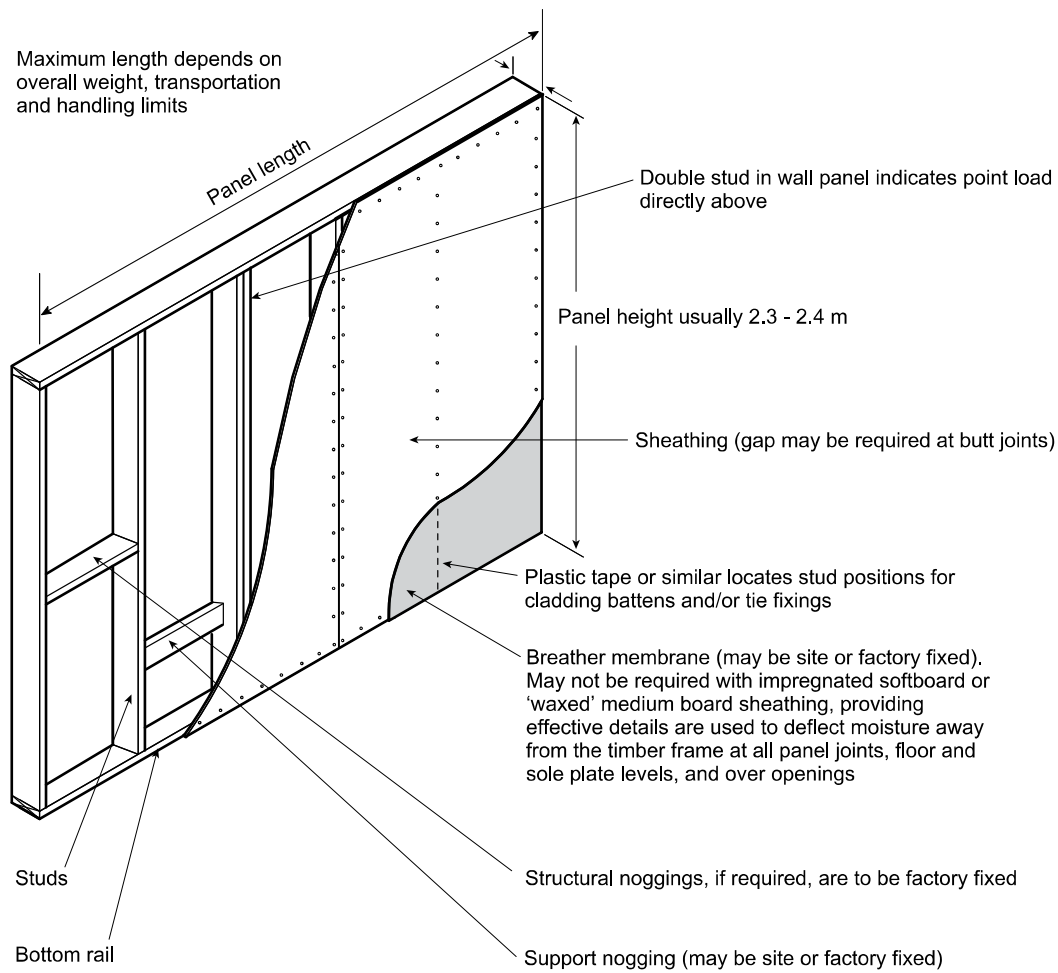 Maximum length depends on
overall weight, transportation
and handling limits
Panel length
Double stud in wall panel indicates point load
directly above
Panel height usually 2.3 - 2.4 m
Sheathing (gap may be required at butt joints)
Plastic tape or similar locates stud positions for
cladding battens and/or tie fixings
Breather membrane (may be site or factory fixed).
May not be required with impregnated softboard or
‘waxed’ medium board sheathing, providing
effective details are used to deflect moisture away
from the timber frame at all panel joints, floor and
sole plate levels, and over openings
Studs
Structural noggings, if required, are to be factory fixed
Bottom rail
Support nogging (may be site or factory fixed)